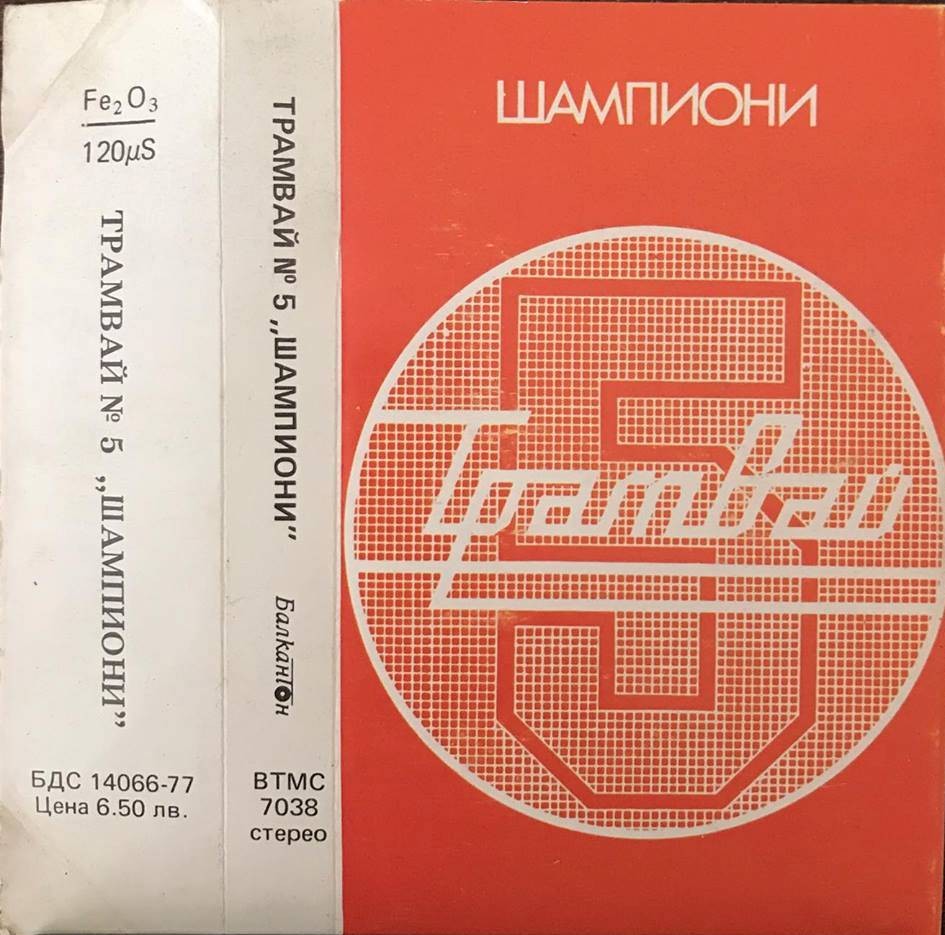 Fe₂O₃
120µS
ТРАМВАЙ № 5 „ШАМПИОНИ”
БДС 14066-77
Цена 6.50 лв.
ТРАМВАЙ № 5 „ШАМПИОНИ’
Балкантон
ВТМС
7038
стерео
ШАМПИОНИ
5
Трамвай